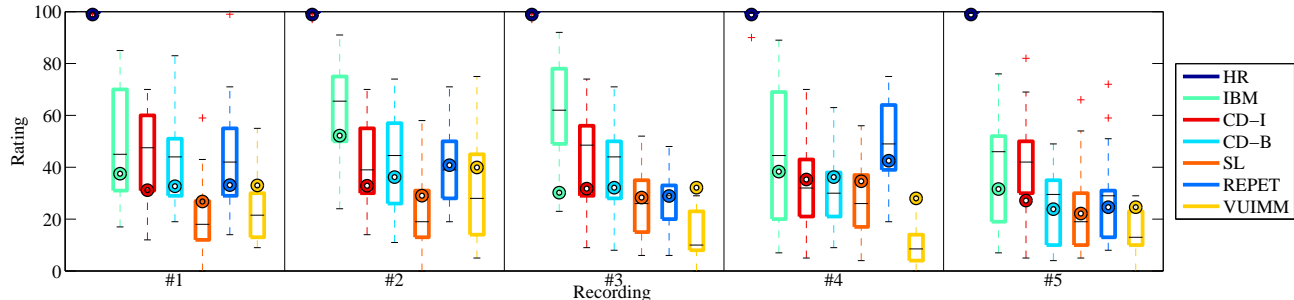 100
80
60
40
20
0
Rating
#1
#2
#3
#4
#5
Recording
HR
IBM
CD-I
CD-B
SL
REPET
VUIMM